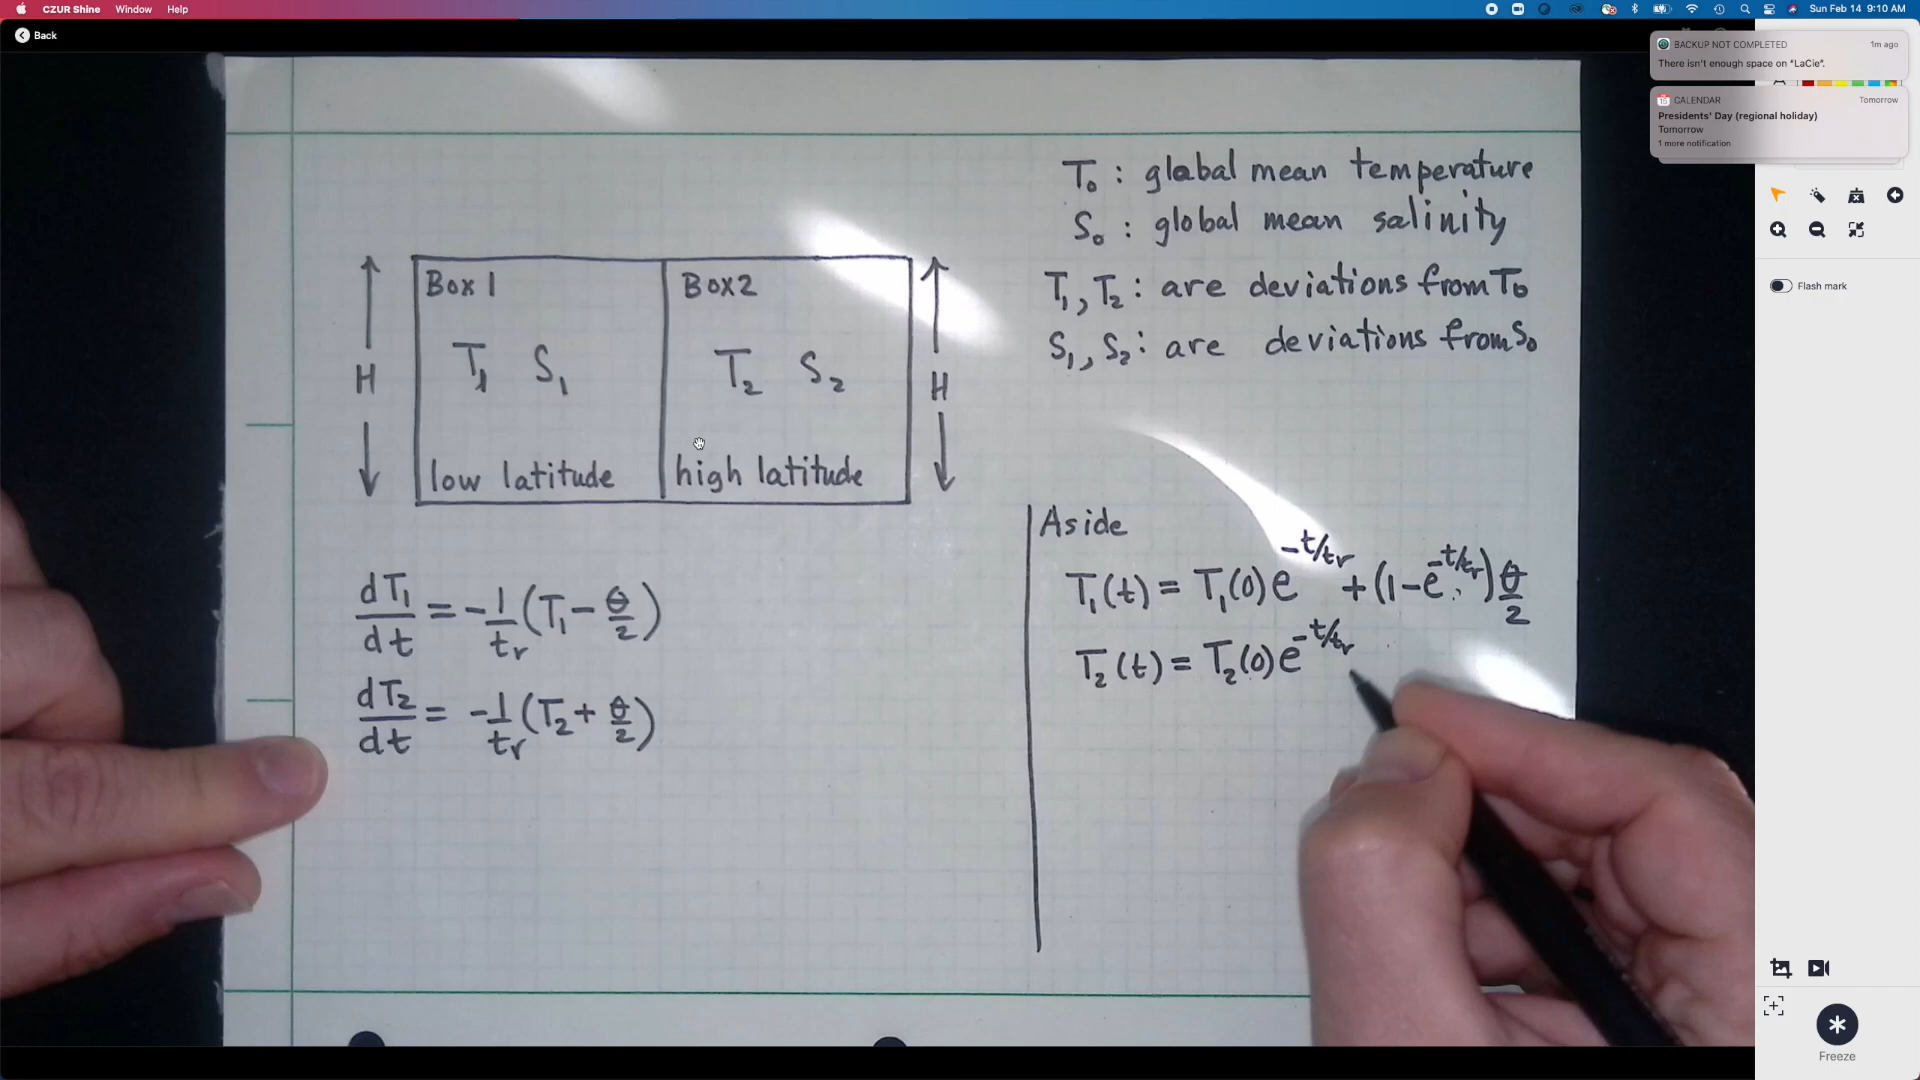 CZUR Shine Window Help
Sun Feb 14 9:10 AM
Back
BACKUP NOT COMPLETED 1m ago
There isn't enough space on "LaCie".
CALENDAR Tomorrow
Presidents' Day (regional holiday)
Tomorrow
1 more notification
Flash mark
Freeze
T₀ : global mean temperature
S₀ : global mean salinity
T₁, T₂ : are deviations from T₀
S₁, S₂ : are deviations from S₀
Box 1 Box 2
H T₁ S₁ T₂ S₂ H
low latitude high latitude
dT₁/dt = -1/tr (T₁ - θ/2)
dT₂/dt = -1/tr (T₂ + θ/2)
Aside
T₁(t) = T₁(0)e^(-t/tr) + (1-e^(-t/tr)) θ/2
T₂(t) = T₂(0)e^(-t/tr)